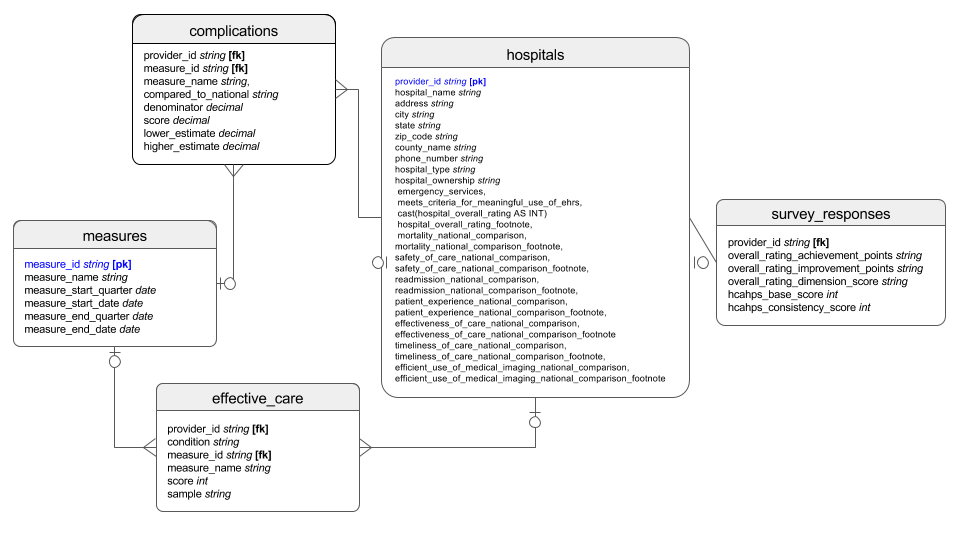 complications
provider_id string [fk]
measure_id string [fk]
measure_name string,
compared_to_national string
denominator decimal
score decimal
lower_estimate decimal
higher_estimate decimal
hospitals
provider_id string [pk]
hospital_name string
address string
city string
state string
zip_code string
county_name string
phone_number string
hospital_type string
hospital_ownership string
emergency_services,
meets_criteria_for_meaningful_use_of_ehrs,
cast(hospital_overall_rating AS INT)
hospital_overall_rating_footnote,
mortality_national_comparison,
mortality_national_comparison_footnote,
safety_of_care_national_comparison,
safety_of_care_national_comparison_footnote,
readmission_national_comparison,
readmission_national_comparison_footnote,
patient_experience_national_comparison,
patient_experience_national_comparison_footnote,
effectiveness_of_care_national_comparison,
effectiveness_of_care_national_comparison_footnote
timeliness_of_care_national_comparison,
timeliness_of_care_national_comparison_footnote,
efficient_use_of_medical_imaging_national_comparison,
efficient_use_of_medical_imaging_national_comparison_footnote
survey_responses
provider_id string [fk]
overall_rating_achievement_points string
overall_rating_improvement_points string
overall_rating_dimension_score string
hcahps_base_score int
hcahps_consistency_score int
measures
measure_id string [pk]
measure_name string
measure_start_quarter date
measure_start_date date
measure_end_quarter date
measure_end_date date
effective_care
provider_id string [fk]
condition string
measure_id string [fk]
measure_name string
score int
sample string